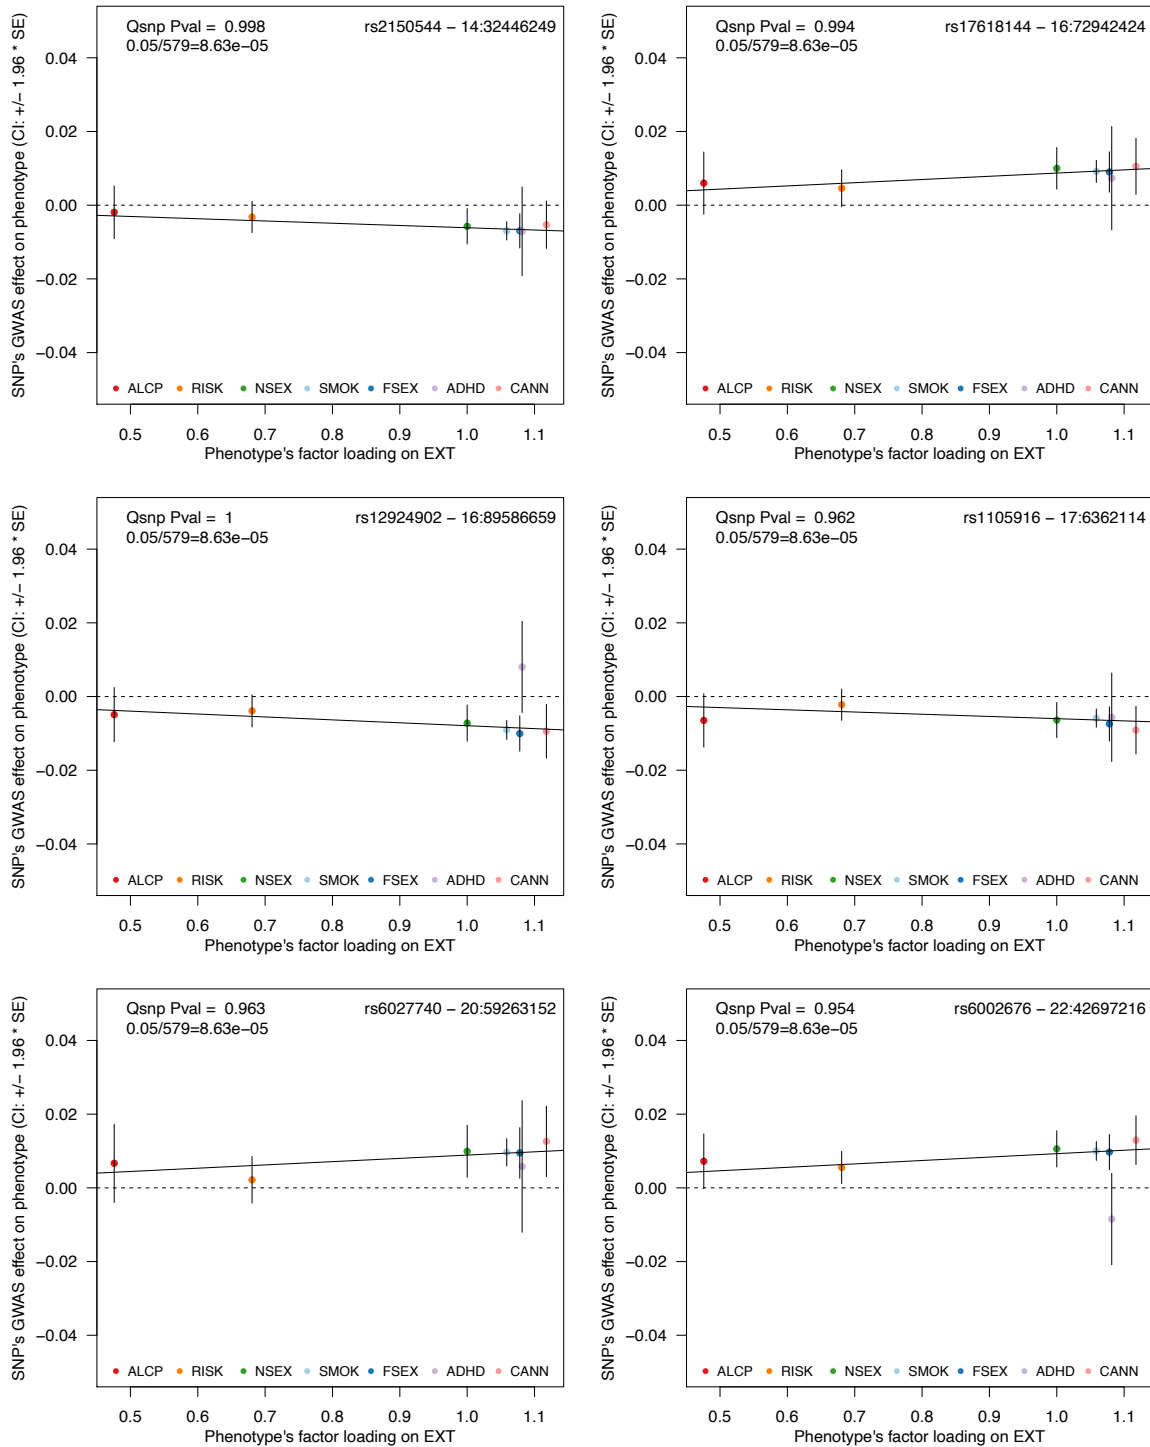 Qsnp Pval = 0.998
0.05/579=8.63e−05
rs2150544 − 14:32446249
SNP's GWAS effect on phenotype (CI: +/− 1.96 * SE)
0.04
0.02
0.00
−0.02
−0.04
ALCP RISK NSEX SMOK FSEX ADHD CANN
0.5 0.6 0.7 0.8 0.9 1.0 1.1
Phenotype's factor loading on EXT
Qsnp Pval = 0.994
0.05/579=8.63e−05
rs17618144 − 16:72942424
SNP's GWAS effect on phenotype (CI: +/− 1.96 * SE)
0.04
0.02
0.00
−0.02
−0.04
ALCP RISK NSEX SMOK FSEX ADHD CANN
0.5 0.6 0.7 0.8 0.9 1.0 1.1
Phenotype's factor loading on EXT
Qsnp Pval = 1
0.05/579=8.63e−05
rs12924902 − 16:89586659
SNP's GWAS effect on phenotype (CI: +/− 1.96 * SE)
0.04
0.02
0.00
−0.02
−0.04
ALCP RISK NSEX SMOK FSEX ADHD CANN
0.5 0.6 0.7 0.8 0.9 1.0 1.1
Phenotype's factor loading on EXT
Qsnp Pval = 0.962
0.05/579=8.63e−05
rs1105916 − 17:6362114
SNP's GWAS effect on phenotype (CI: +/− 1.96 * SE)
0.04
0.02
0.00
−0.02
−0.04
ALCP RISK NSEX SMOK FSEX ADHD CANN
0.5 0.6 0.7 0.8 0.9 1.0 1.1
Phenotype's factor loading on EXT
Qsnp Pval = 0.963
0.05/579=8.63e−05
rs6027740 − 20:59263152
SNP's GWAS effect on phenotype (CI: +/− 1.96 * SE)
0.04
0.02
0.00
−0.02
−0.04
ALCP RISK NSEX SMOK FSEX ADHD CANN
0.5 0.6 0.7 0.8 0.9 1.0 1.1
Phenotype's factor loading on EXT
Qsnp Pval = 0.954
0.05/579=8.63e−05
rs6002676 − 22:42697216
SNP's GWAS effect on phenotype (CI: +/− 1.96 * SE)
0.04
0.02
0.00
−0.02
−0.04
ALCP RISK NSEX SMOK FSEX ADHD CANN
0.5 0.6 0.7 0.8 0.9 1.0 1.1
Phenotype's factor loading on EXT